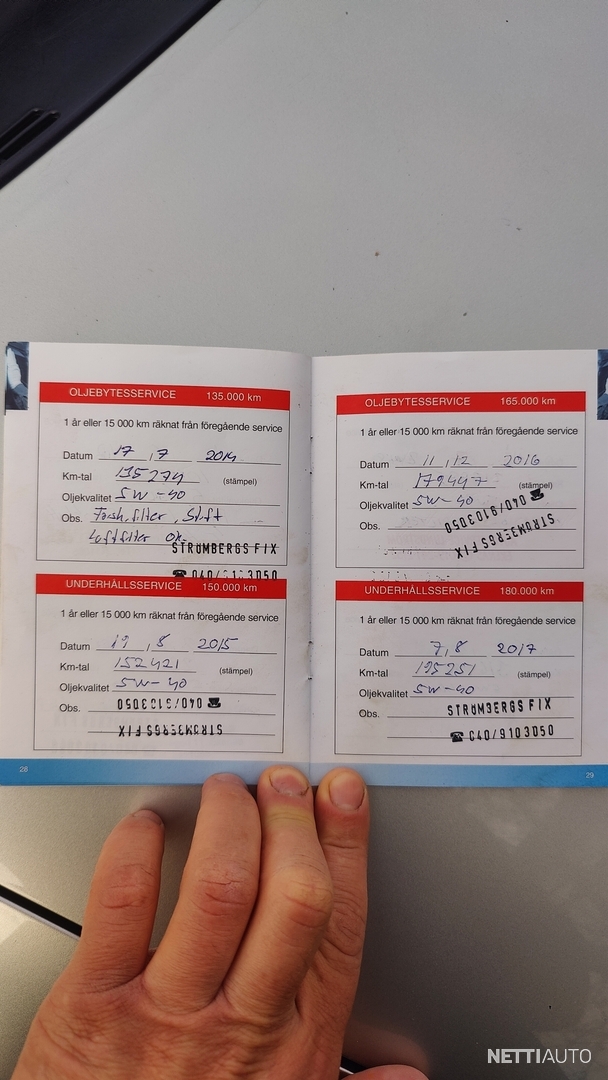 OLJEBYTESSERVICE 135.000 km
1 år eller 15 000 km räknat från föregående service
Datum 17 , 7 2014
Km-tal 135274 (stämpel)
Oljekvalitet 5W-40
Obs.
Luftfilter OK.
STRÖMBERGS FIX
☎ 040/9103050
UNDERHÅLLSSERVICE 150.000 km
1 år eller 15 000 km räknat från föregående service
Datum 19 , 8 2015
Km-tal 152421 (stämpel)
Oljekvalitet 5W-40
Obs. ☎ 040/9103050
STRÖMBERGS FIX
28
OLJEBYTESSERVICE 165.000 km
1 år eller 15 000 km räknat från föregående service
Datum 11 , 12 2016
Km-tal 179447 (stämpel)
Oljekvalitet 5W-40
Obs. ☎ 040/9103050
STRÖMBERGS FIX
UNDERHÅLLSSERVICE 180.000 km
1 år eller 15 000 km räknat från föregående service
Datum 7,8 2017
Km-tal 195251 (stämpel)
Oljekvalitet 5W-40
Obs. STRÖMBERGS FIX
☎ 040/9103050
29
NETTIAUTO